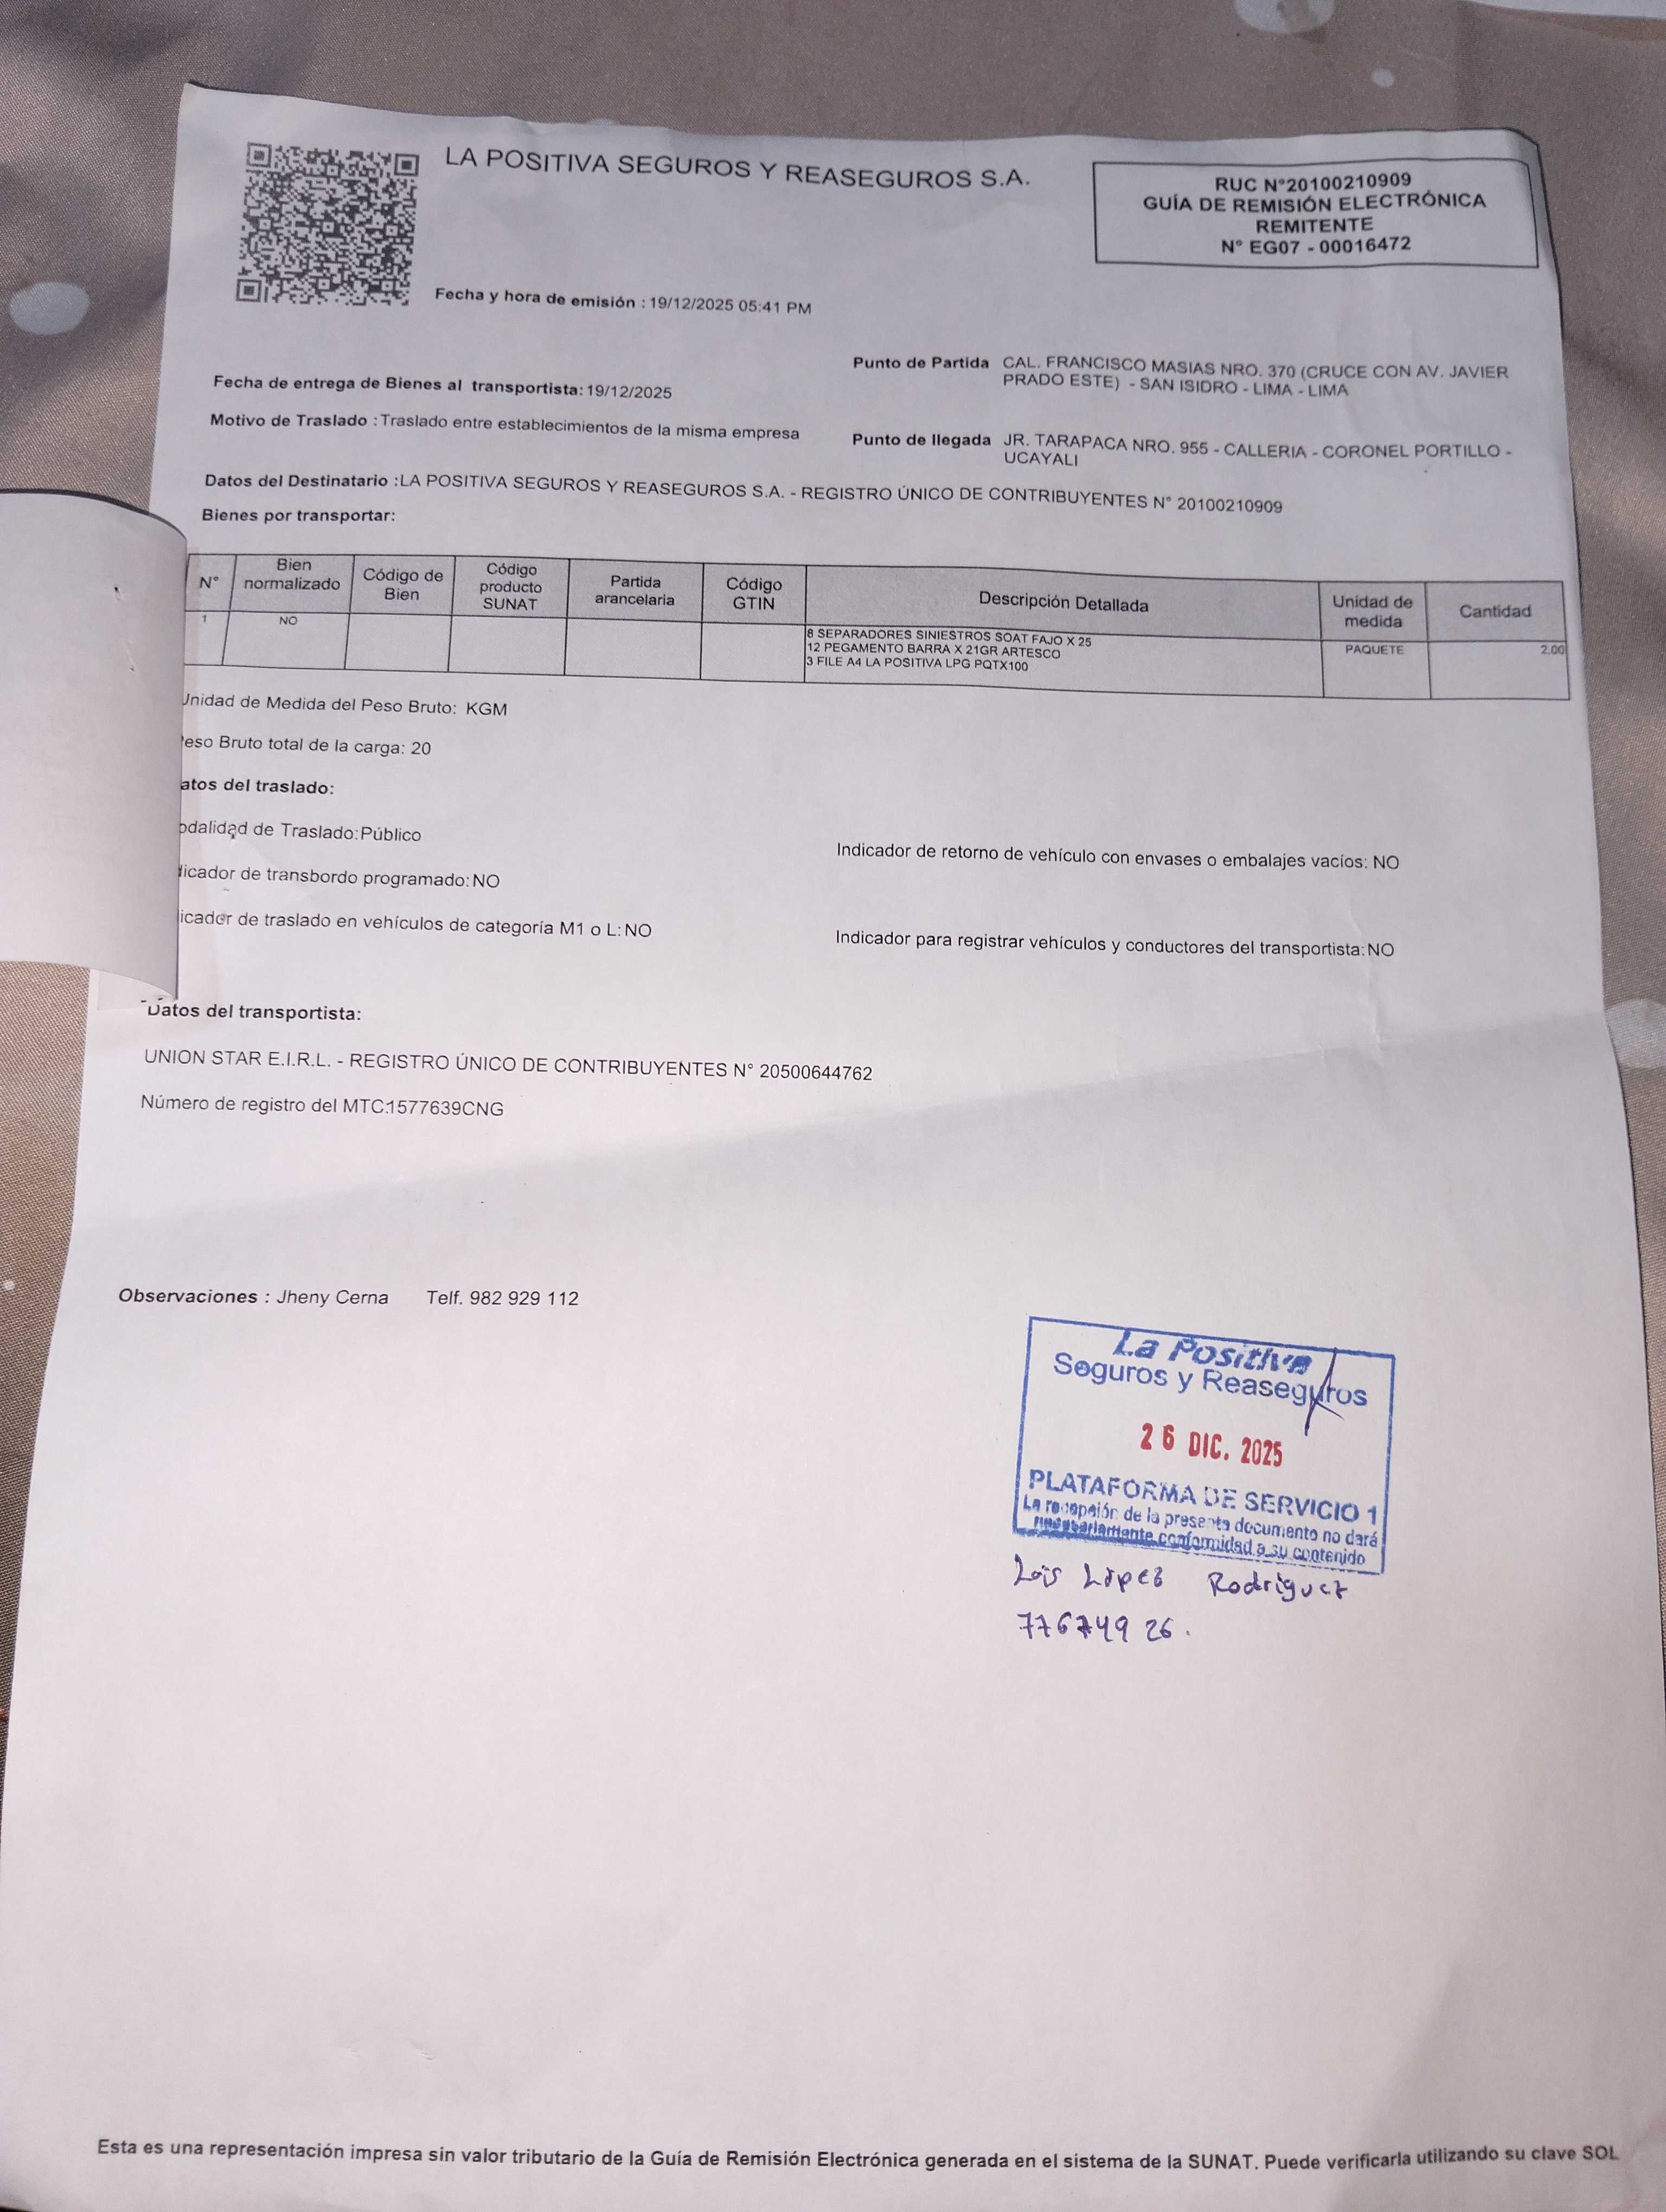 LA POSITIVA SEGUROS Y REASEGUROS S.A.
RUC N°20100210909
GUÍA DE REMISIÓN ELECTRÓNICA
REMITENTE
N° EG07 - 00016472
Fecha y hora de emisión : 19/12/2025 05:41 PM
Fecha de entrega de Bienes al transportista: 19/12/2025
Punto de Partida CAL. FRANCISCO MASIAS NRO. 370 (CRUCE CON AV. JAVIER
PRADO ESTE) - SAN ISIDRO - LIMA - LIMA
Motivo de Traslado : Traslado entre establecimientos de la misma empresa
Punto de llegada JR. TARAPACA NRO. 955 - CALLERIA - CORONEL PORTILLO -
UCAYALI
Datos del Destinatario : LA POSITIVA SEGUROS Y REASEGUROS S.A. - REGISTRO ÚNICO DE CONTRIBUYENTES N° 20100210909
Bienes por transportar:
N° Bien normalizado Código de Bien Código producto SUNAT Partida arancelaria Código GTIN Descripción Detallada Unidad de medida Cantidad
1 NO 8 SEPARADORES SINIESTROS SOAT FAJO X 25
12 PEGAMENTO BARRA X 21GR ARTESCO PAQUETE 2.00
3 FILE A4 LA POSITIVA LPG PQTX100
Unidad de Medida del Peso Bruto: KGM
eso Bruto total de la carga: 20
atos del traslado:
odalidad de Traslado: Público
Indicador de retorno de vehículo con envases o embalajes vacíos: NO
icador de transbordo programado: NO
icador de traslado en vehículos de categoría M1 o L: NO
Indicador para registrar vehículos y conductores del transportista: NO
Datos del transportista:
UNION STAR E.I.R.L. - REGISTRO ÚNICO DE CONTRIBUYENTES N° 20500644762
Número de registro del MTC:1577639CNG
Observaciones : Jheny Cerna Telf. 982 929 112
La Positiva
Seguros y Reaseguros
26 DIC. 2025
PLATAFORMA DE SERVICIO 1
La recepción de la presente documento no dará
necesariamente conformidad a su contenido
López Rodríguez
77674926.
Esta es una representación impresa sin valor tributario de la Guía de Remisión Electrónica generada en el sistema de la SUNAT. Puede verificarla utilizando su clave SOL